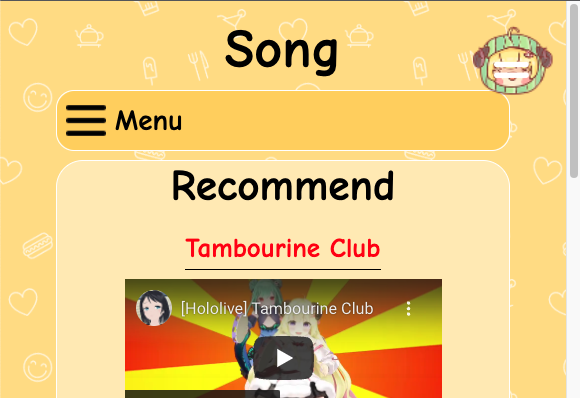 Song
Menu
Recommend
Tambourine Club
[Hololive] Tambourine Club